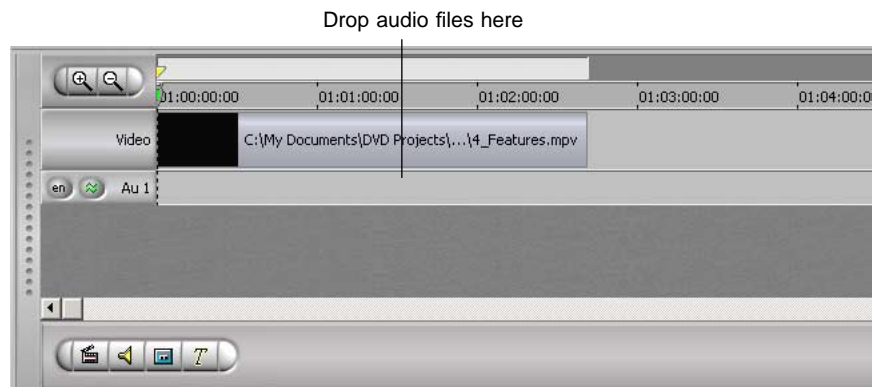 Drop audio files here
01:00:00:00 01:01:00:00 01:02:00:00 01:03:00:00 01:04:00:0
Video C:\My Documents\DVD Projects\...\4_Features.mpv
en Au 1
T